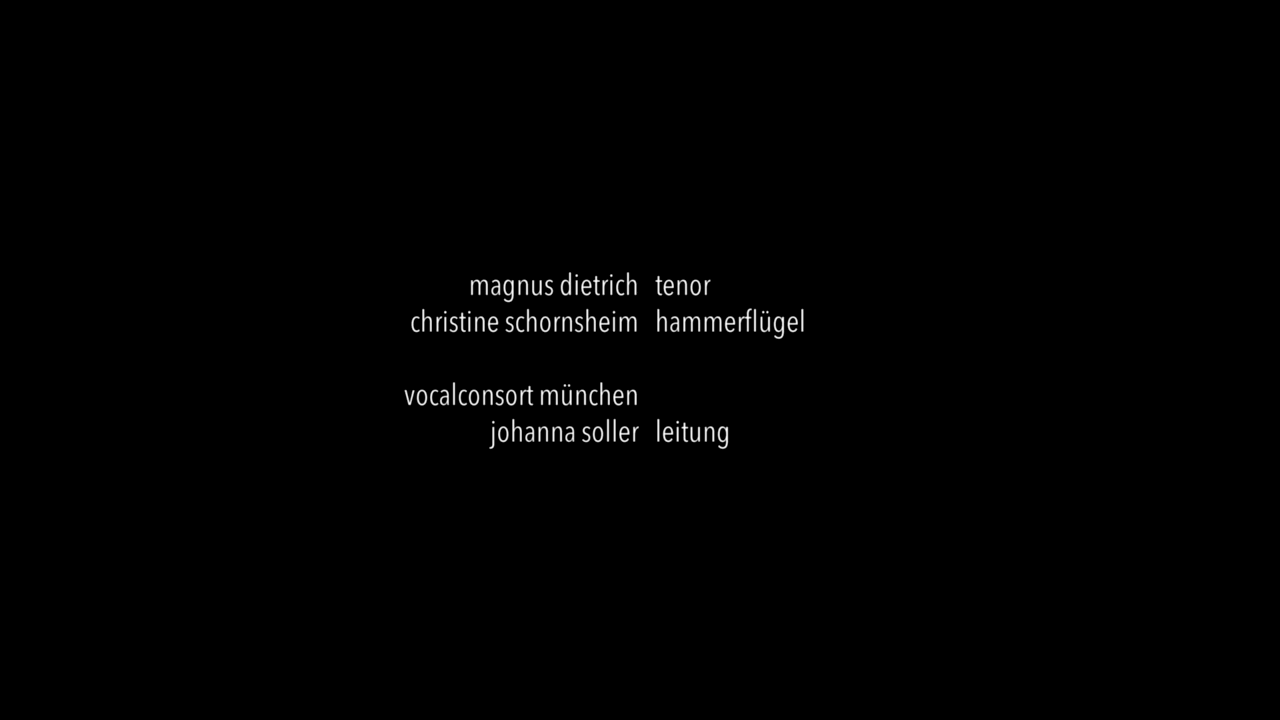 magnus dietrich tenor
christine schornsheim hammerflügel
vocalconsort münchen
johanna soller leitung